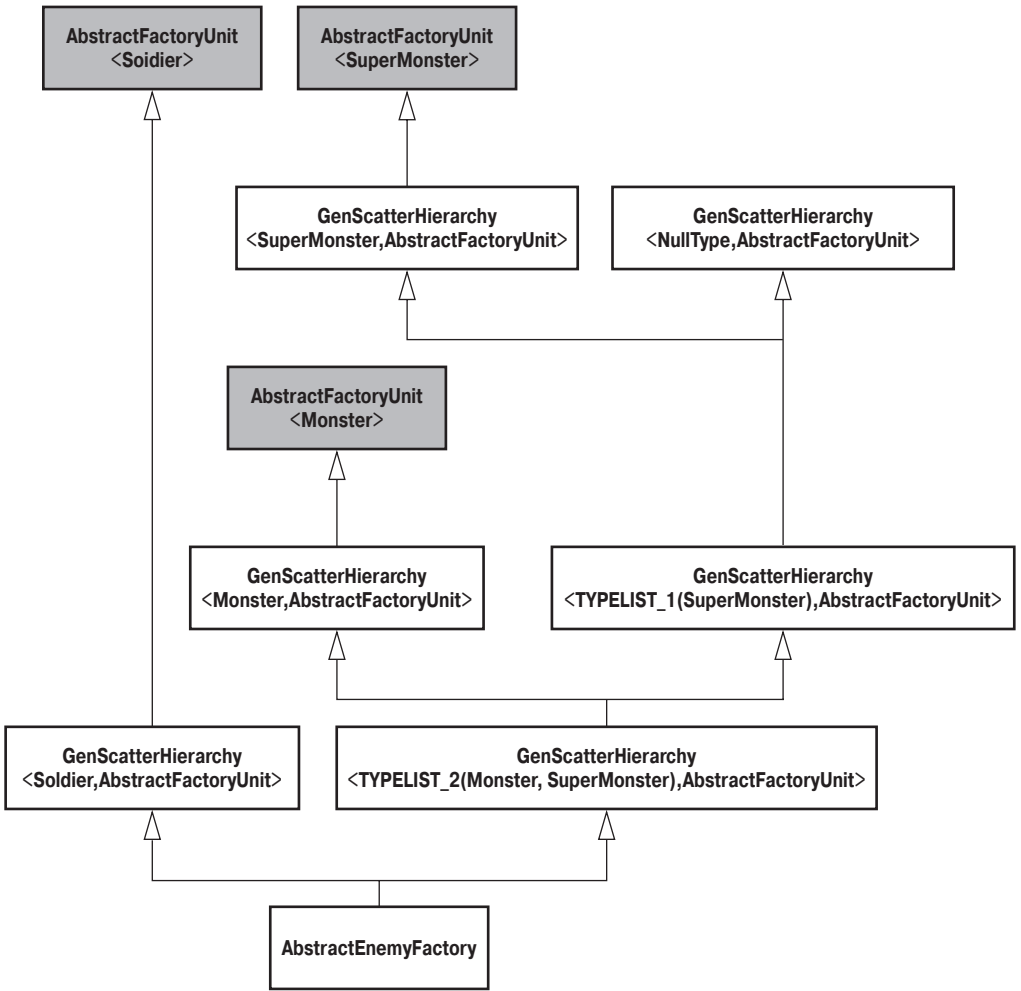 AbstractFactoryUnit
<Soidier>
AbstractFactoryUnit
<SuperMonster>
GenScatterHierarchy
<SuperMonster,AbstractFactoryUnit>
GenScatterHierarchy
<NullType,AbstractFactoryUnit>
AbstractFactoryUnit
<Monster>
GenScatterHierarchy
<Monster,AbstractFactoryUnit>
GenScatterHierarchy
<TYPELIST_1(SuperMonster),AbstractFactoryUnit>
GenScatterHierarchy
<Soldier,AbstractFactoryUnit>
GenScatterHierarchy
<TYPELIST_2(Monster, SuperMonster),AbstractFactoryUnit>
AbstractEnemyFactory